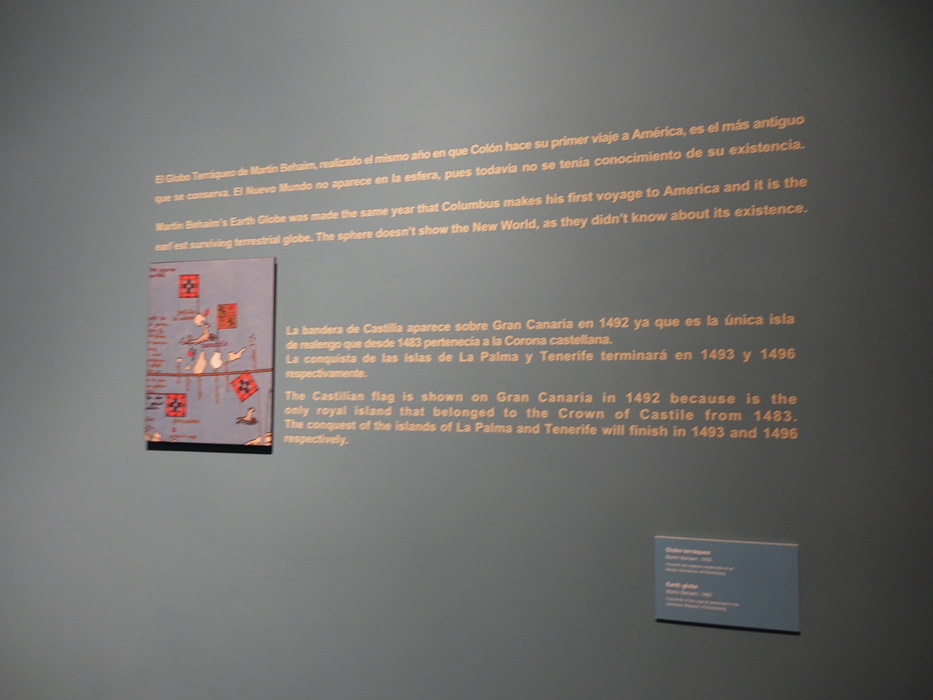 El Globo Terráqueo de Martin Behaim, realizado el mismo año en que Colón hace su primer viaje a América, es el más antiguo
que se conserva. El Nuevo Mundo no aparece en la esfera, pues todavía no se tenía conocimiento de su existencia.
Martin Behaim's Earth Globe was made the same year that Columbus makes his first voyage to America and it is the
earl est surviving terrestrial globe. The sphere doesn't show the New World, as they didn't know about its existence.
La bandera de Castilla aparece sobre Gran Canaria en 1492 ya que es la única isla
de realengo que desde 1483 pertenecía a la Corona castellana.
La conquista de las islas de La Palma y Tenerife terminará en 1493 y 1496
respectivamente.
The Castilian flag is shown on Gran Canaria in 1492 because is the
only royal island that belonged to the Crown of Castile from 1483.
The conquest of the islands of La Palma and Tenerife will finish in 1493 and 1496
respectively.
Globo terráqueo
Martin Behaim - 1492
Earth globe
Martin Behaim - 1492